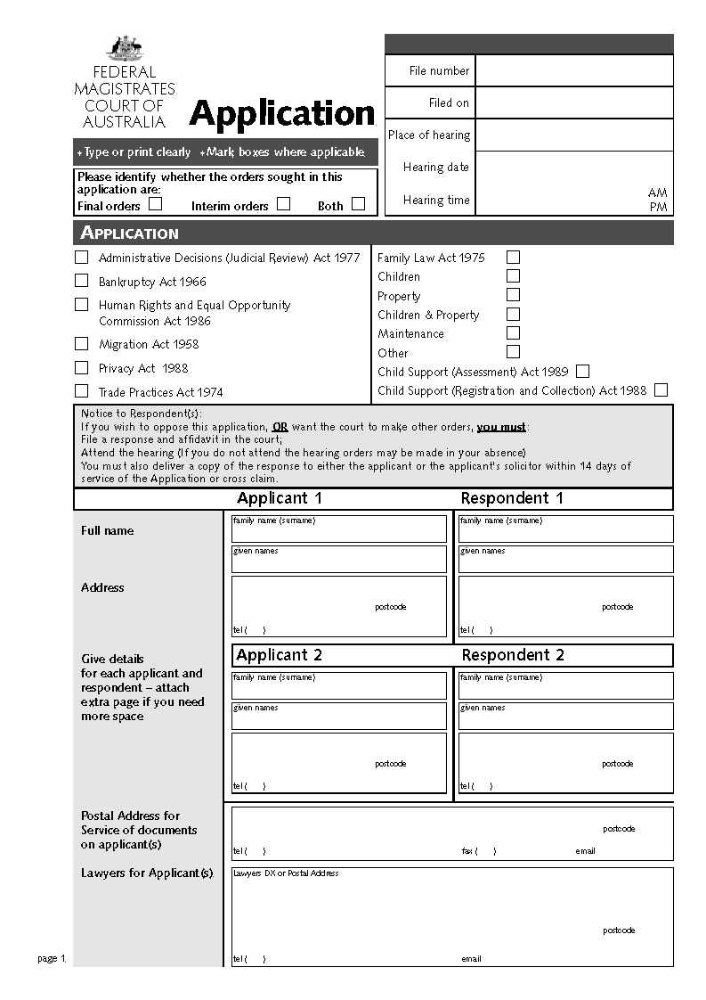 FEDERAL
MAGISTRATES
COURT OF
AUSTRALIA
Application
+Type or print clearly +Mark boxes where applicable
Please identify whether the orders sought in this
application are:
Final orders Interim orders Both
File number
Filed on
Place of hearing
Hearing date
Hearing time
AM
PM
APPLICATION
Administrative Decisions (Judicial Review) Act 1977
Bankruptcy Act 1966
Human Rights and Equal Opportunity
Commission Act 1986
Migration Act 1958
Privacy Act 1988
Trade Practices Act 1974
Family Law Act 1975
Children
Property
Children & Property
Maintenance
Other
Child Support (Assessment) Act 1989
Child Support (Registration and Collection) Act 1988
Notice to Respondent(s):
If you wish to oppose this application, OR want the court to make other orders, you must:
File a response and affidavit in the court;
Attend the hearing (If you do not attend the hearing orders may be made in your absence)
You must also deliver a copy of the response to either the applicant or the applicant's solicitor within 14 days of
service of the Application or cross claim.
Applicant 1 Respondent 1
Full name
family name (surname) family name (surname)
given names given names
Address
postcode postcode
tel ( ) tel ( )
Applicant 2 Respondent 2
Give details
for each applicant and
respondent – attach
extra page if you need
more space
family name (surname) family name (surname)
given names given names
postcode postcode
tel ( ) tel ( )
Postal Address for
Service of documents
on applicant(s)
postcode
tel ( ) fax ( ) email
Lawyers for Applicant(s).
Lawyers DX or Postal Address
postcode
tel ( ) email
page 1